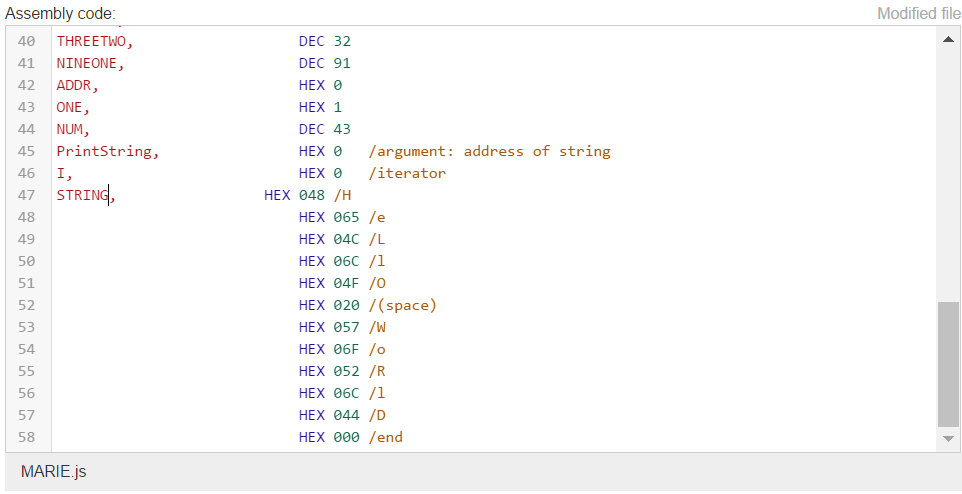 Assembly code: Modified file
40 THREETWO, DEC 32
41 NINEONE, DEC 91
42 ADDR, HEX 0
43 ONE, HEX 1
44 NUM, DEC 43
45 PrintString, HEX 0 /argument: address of string
46 I, HEX 0 /iterator
47 STRING, HEX 048 /H
48 HEX 065 /e
49 HEX 04C /L
50 HEX 06C /l
51 HEX 04F /O
52 HEX 020 /(space)
53 HEX 057 /W
54 HEX 06F /o
55 HEX 052 /R
56 HEX 06C /l
57 HEX 044 /D
58 HEX 000 /end
MARIE.js